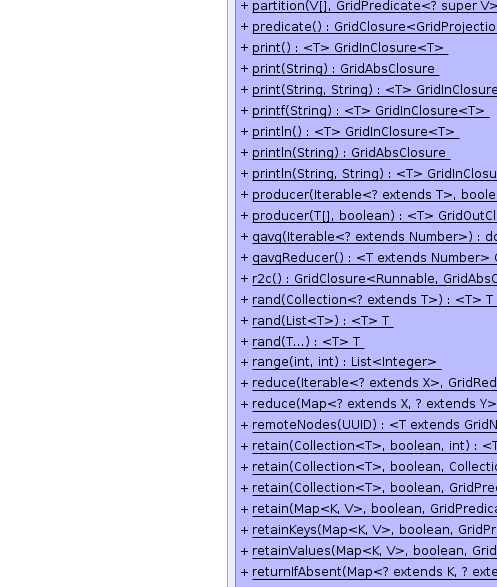 + partition(V[], GridPredicate<? super V>
+ predicate() : GridClosure<GridProjectio
+ print() : <T> GridInClosure<T>
+ print(String) : GridAbsClosure
+ print(String, String) : <T> GridInClosure
+ printf(String) : <T> GridInClosure<T>
+ println() : <T> GridInClosure<T>
+ println(String) : GridAbsClosure
+ println(String, String) : <T> GridInClosu
+ producer(Iterable<? extends T>, boole
+ producer(T[], boolean) : <T> GridOutCl
+ qavg(Iterable<? extends Number>) : do
+ qavgReducer() : <T extends Number> G
+ r2c() : GridClosure<Runnable, GridAbsC
+ rand(Collection<? extends T>) : <T> T
+ rand(List<T>) : <T> T
+ rand(T...) : <T> T
+ range(int, int) : List<Integer>
+ reduce(Iterable<? extends X>, GridRed
+ reduce(Map<? extends X, ? extends Y>
+ remoteNodes(UUID) : <T extends GridN
+ retain(Collection<T>, boolean, int) : <T
+ retain(Collection<T>, boolean, Collecti
+ retain(Collection<T>, boolean, GridPre
+ retain(Map<K, V>, boolean, GridPredica
+ retainKeys(Map<K, V>, boolean, GridPr
+ retainValues(Map<K, V>, boolean, Grid
+ returnIfAbsent(Map<? extends K, ? exte